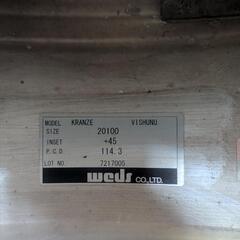 MODEL KRANZE VISHUNU
SIZE 20100
INSET +45
P.C.D 114.3
LOT NO. 7217005
weds CO.,LTD.